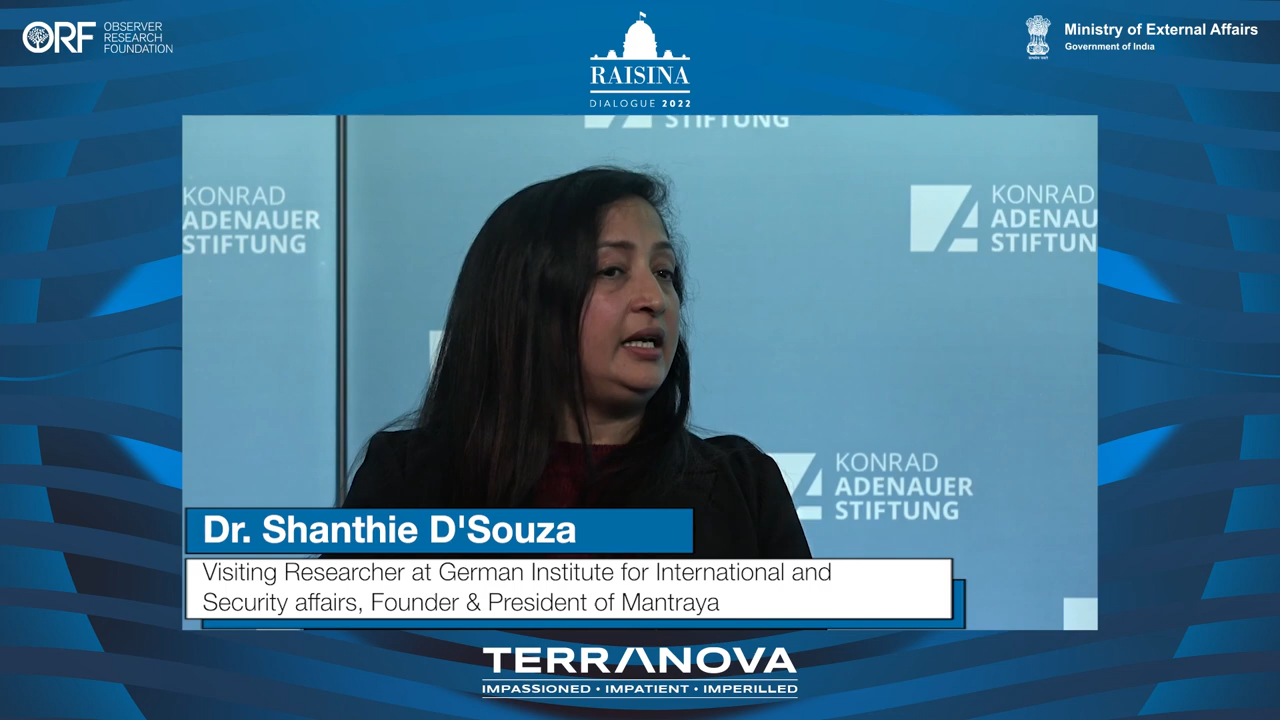 ORF OBSERVER
RESEARCH
FOUNDATION
RAISINA
DIALOGUE 2022
Ministry of External Affairs
Government of India
STIFTUNG
KONRAD
ADENAUER
STIFTUNG
KONRAD
ADENAU
STIFTUN
KONRAD
ADENAUER
STIFTUNG
Dr. Shanthie D'Souza
Visiting Researcher at German Institute for International and
Security affairs, Founder & President of Mantraya
TERRANOVA
IMPASSIONED • IMPATIENT • IMPERILLED